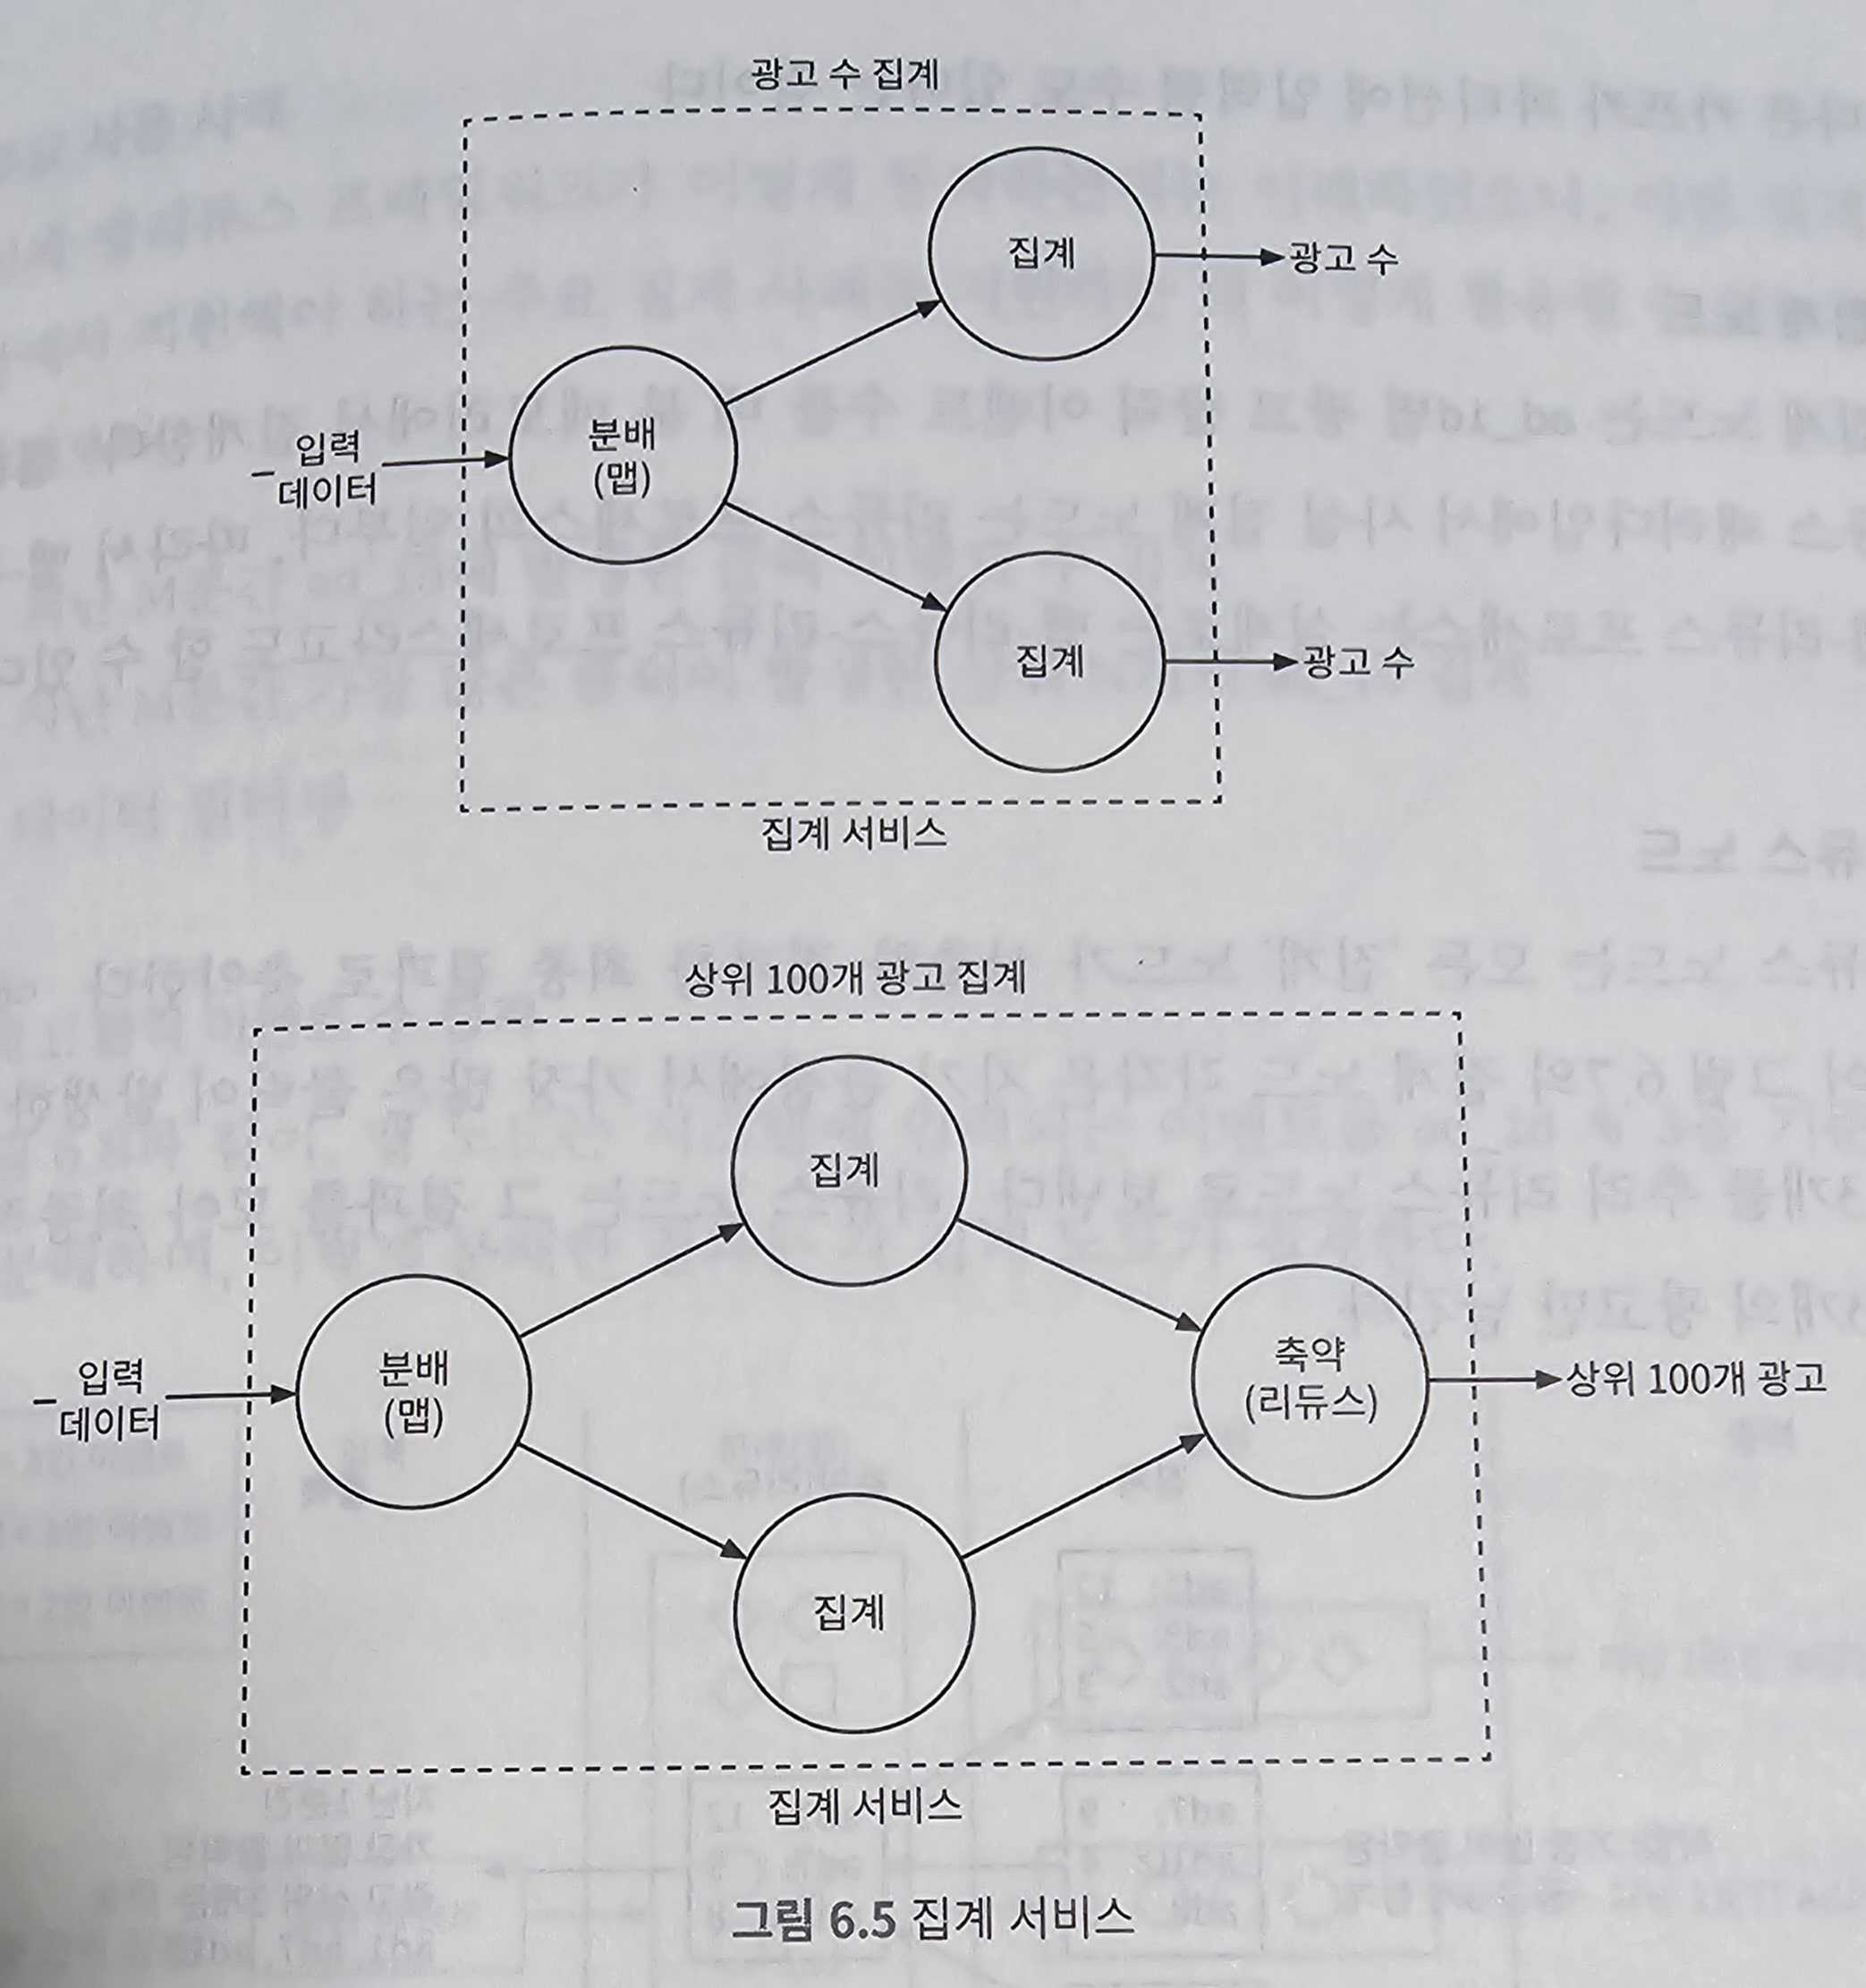 광고 수 집계
집계
광고 수
분배
(맵)
입력
데이터
집계
광고 수
집계 서비스
상위 100개 광고 집계
집계
입력
데이터
분배
(맵)
축약
(리듀스)
상위 100개 광고
집계
집계 서비스
그림 6.5 집계 서비스